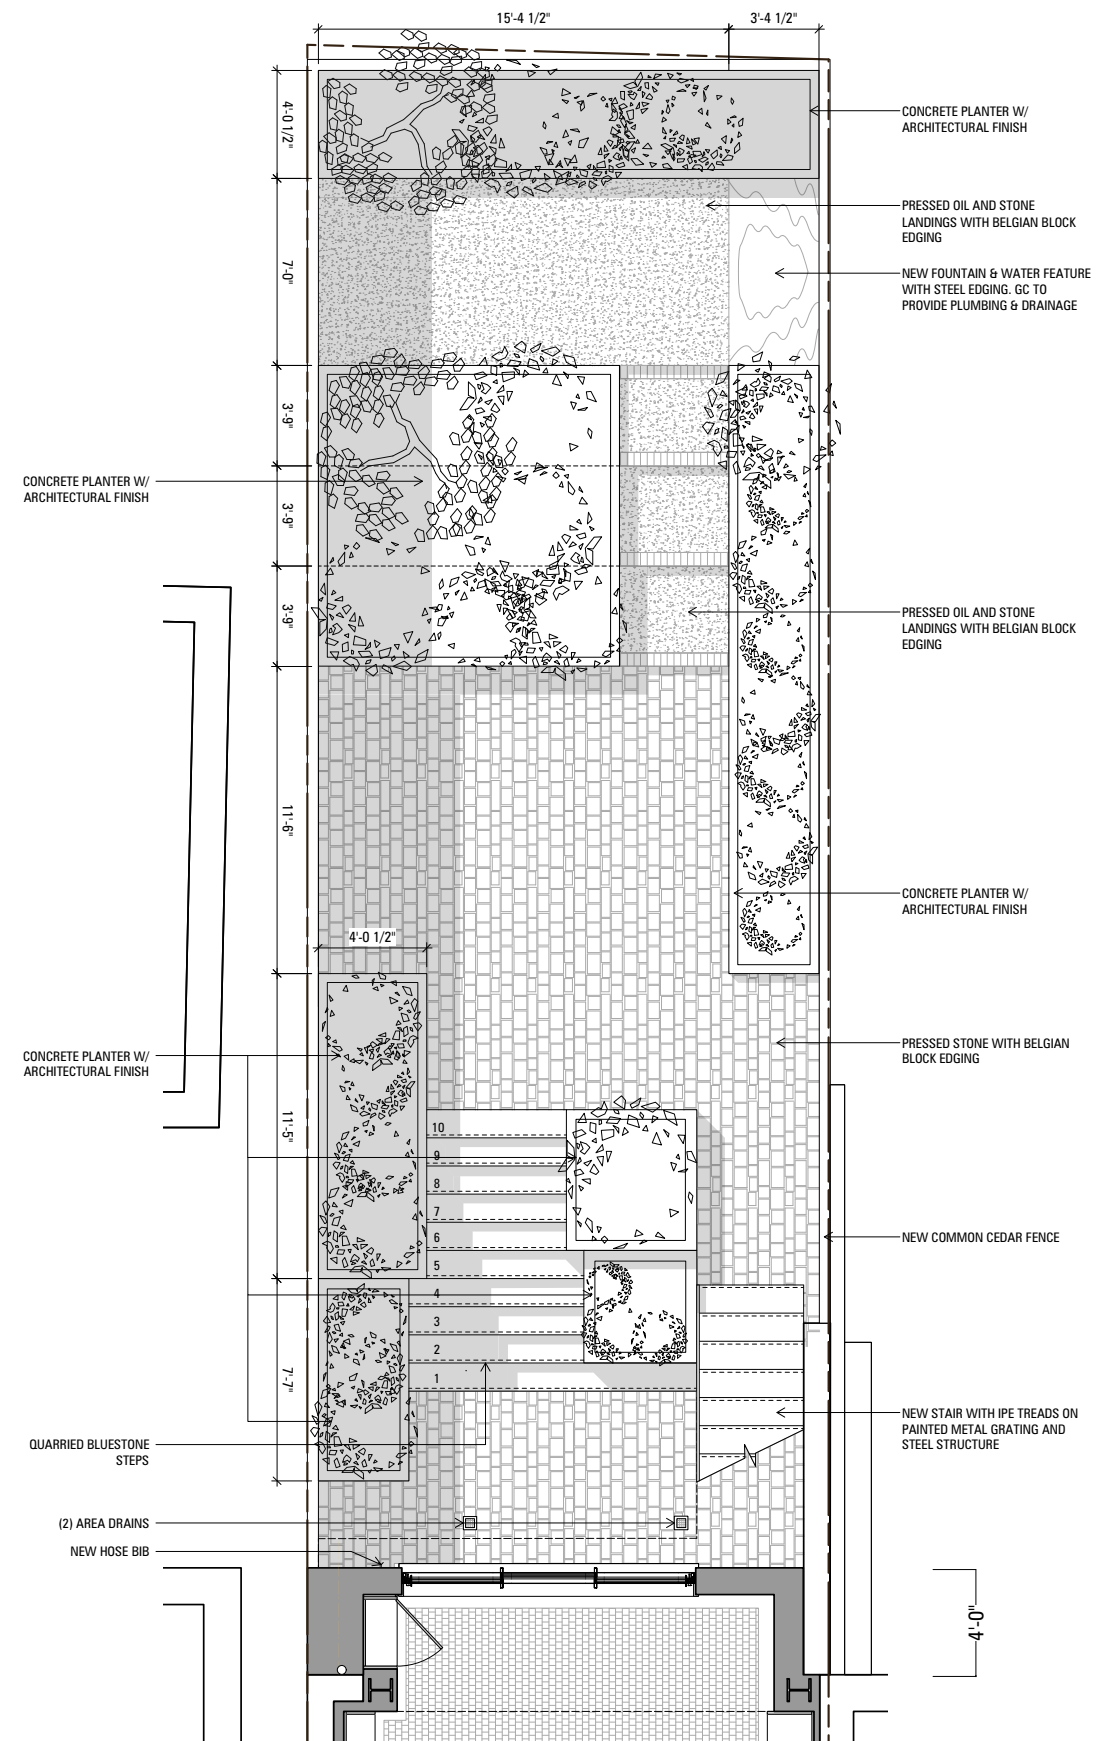 15'-4 1/2"
3'-4 1/2"
4'-0 1/2"
CONCRETE PLANTER W/
ARCHITECTURAL FINISH
PRESSED OIL AND STONE
LANDINGS WITH BELGIAN BLOCK
EDGING
7'-0"
NEW FOUNTAIN & WATER FEATURE
WITH STEEL EDGING. GC TO
PROVIDE PLUMBING & DRAINAGE
3'-9"
CONCRETE PLANTER W/
ARCHITECTURAL FINISH
3'-9"
3'-9"
PRESSED OIL AND STONE
LANDINGS WITH BELGIAN BLOCK
EDGING
11'-6"
CONCRETE PLANTER W/
ARCHITECTURAL FINISH
4'-0 1/2"
CONCRETE PLANTER W/
ARCHITECTURAL FINISH
PRESSED STONE WITH BELGIAN
BLOCK EDGING
11'-5"
10
9
8
7
6
5
4
3
2
1
NEW COMMON CEDAR FENCE
7'-7"
NEW STAIR WITH IPE TREADS ON
PAINTED METAL GRATING AND
STEEL STRUCTURE
QUARRIED BLUESTONE
STEPS
(2) AREA DRAINS
NEW HOSE BIB
4'-0"